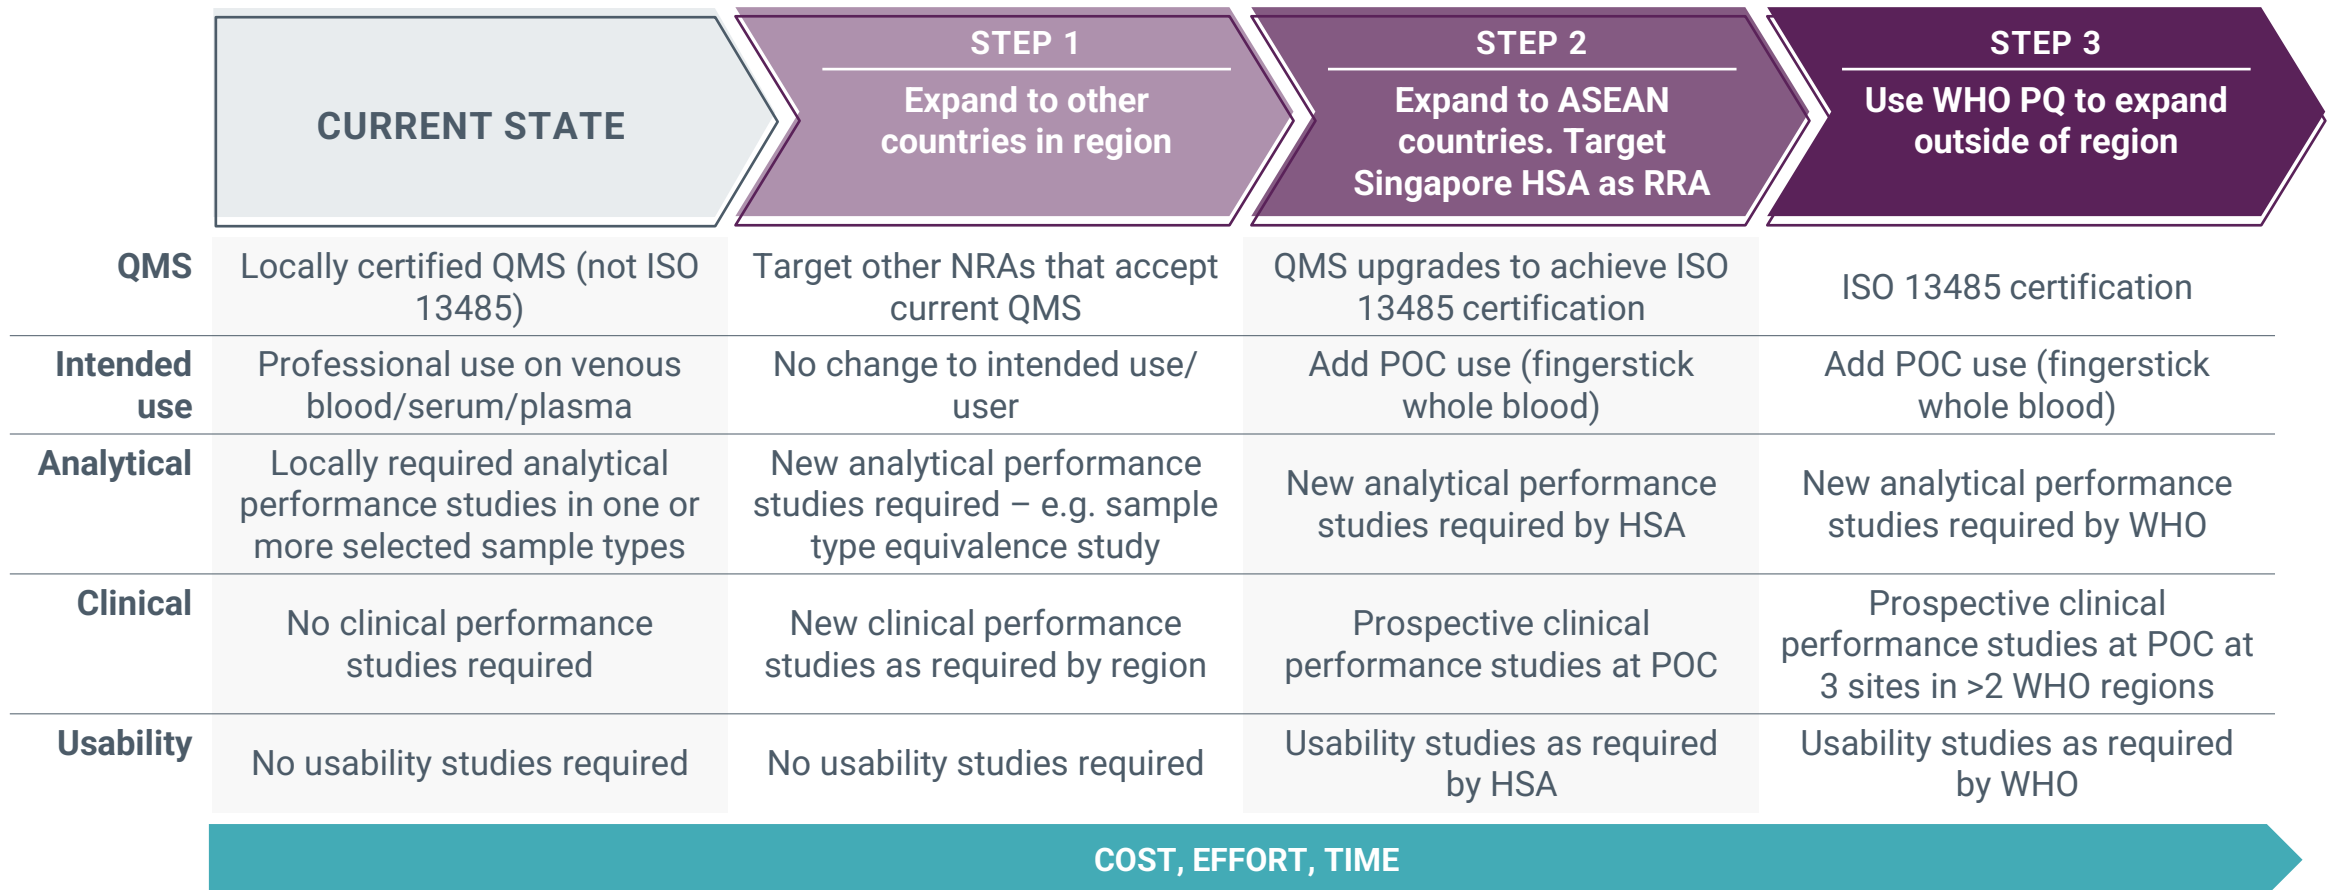 CURRENT STATE
STEP 1
Expand to other
countries in region
STEP 2
Expand to ASEAN
countries. Target
Singapore HSA as RRA
STEP 3
Use WHO PQ to expand
outside of region
QMS
Locally certified QMS (not ISO
13485)
Target other NRAs that accept
current QMS
QMS upgrades to achieve ISO
13485 certification
ISO 13485 certification
Intended
use
Professional use on venous
blood/serum/plasma
No change to intended use/
user
Add POC use (fingerstick
whole blood)
Add POC use (fingerstick
whole blood)
Analytical
Locally required analytical
performance studies in one or
more selected sample types
New analytical performance
studies required – e.g. sample
type equivalence study
New analytical performance
studies required by HSA
New analytical performance
studies required by WHO
Clinical
No clinical performance
studies required
New clinical performance
studies as required by region
Prospective clinical
performance studies at POC
Prospective clinical
performance studies at POC at
3 sites in >2 WHO regions
Usability
No usability studies required
No usability studies required
Usability studies as required
by HSA
Usability studies as required
by WHO
COST, EFFORT, TIME